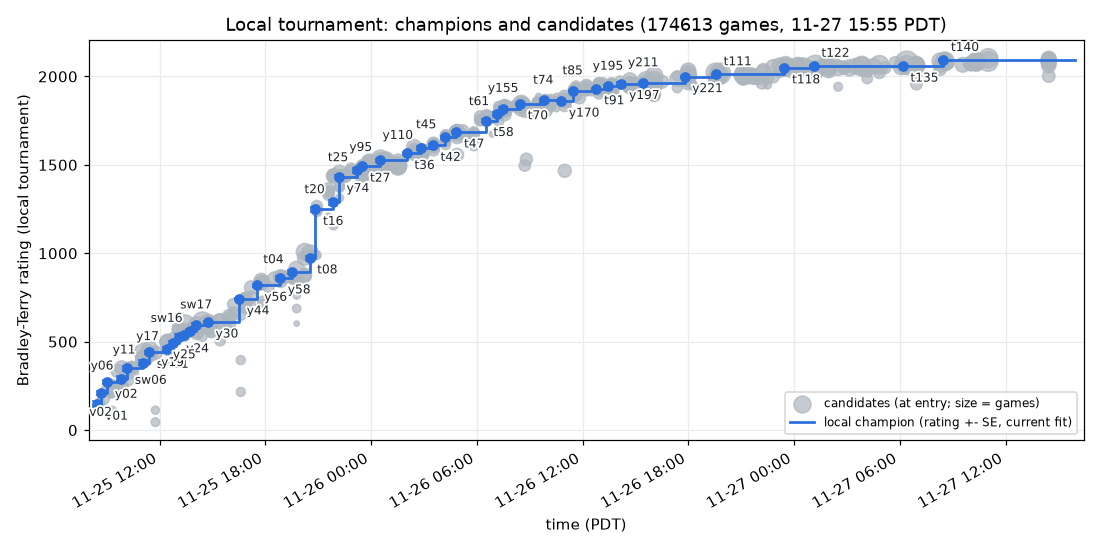 Local tournament: champions and candidates (174613 games, 11-27 15:55 PDT)
Bradley-Terry rating (local tournament)
2000
1500
1000
500
0
y06
v02
y01
y02
y11
sw06
y17
y25
y24
sw16
sw17
y30
y44
t04
y56
y58
t08
t20
t16
t25
y74
y95
t27
y110
t36
t45
t42
t47
t61
t58
y155
t70
t74
y170
t85
t91
y195
y197
y211
y221
t111
t118
t122
t135
t140
candidates (at entry; size = games)
local champion (rating +- SE, current fit)
11-25 12:00
11-25 18:00
11-26 00:00
11-26 06:00
11-26 12:00
11-26 18:00
11-27 00:00
11-27 06:00
11-27 12:00
time (PDT)